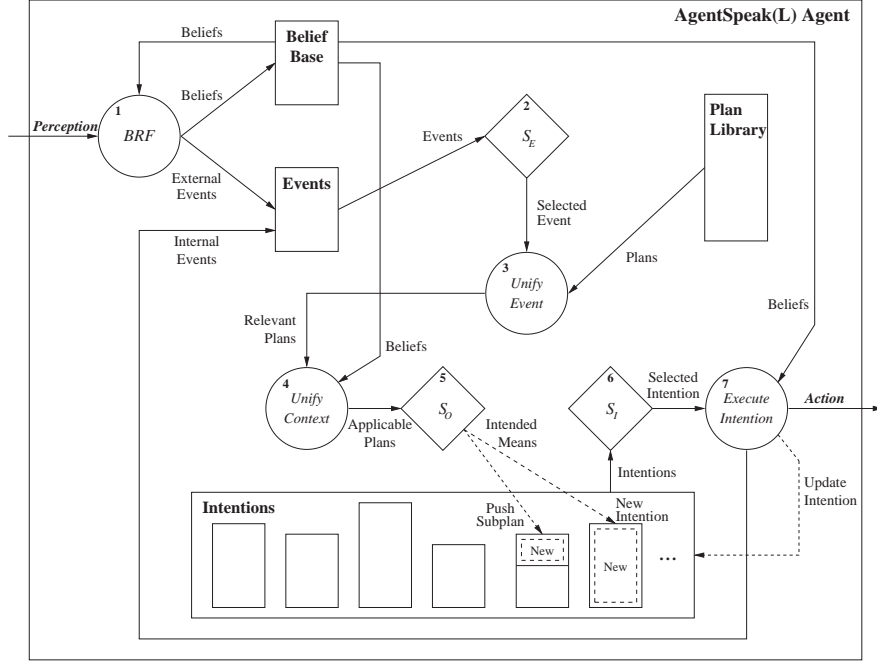 AgentSpeak(L) Agent
Beliefs
Belief
Base
1
Perception
BRF
Beliefs
External
Events
Events
Internal
Events
Events
2
S_E
Selected
Event
Plan
Library
3
Unify
Event
Plans
Relevant
Plans
Beliefs
Beliefs
4
Unify
Context
Applicable
Plans
5
S_O
Intended
Means
6
S_I
Selected
Intention
7
Execute
Intention
Action
Intentions
Update
Intention
Intentions
Push
Subplan
New
New
Intention
New
...